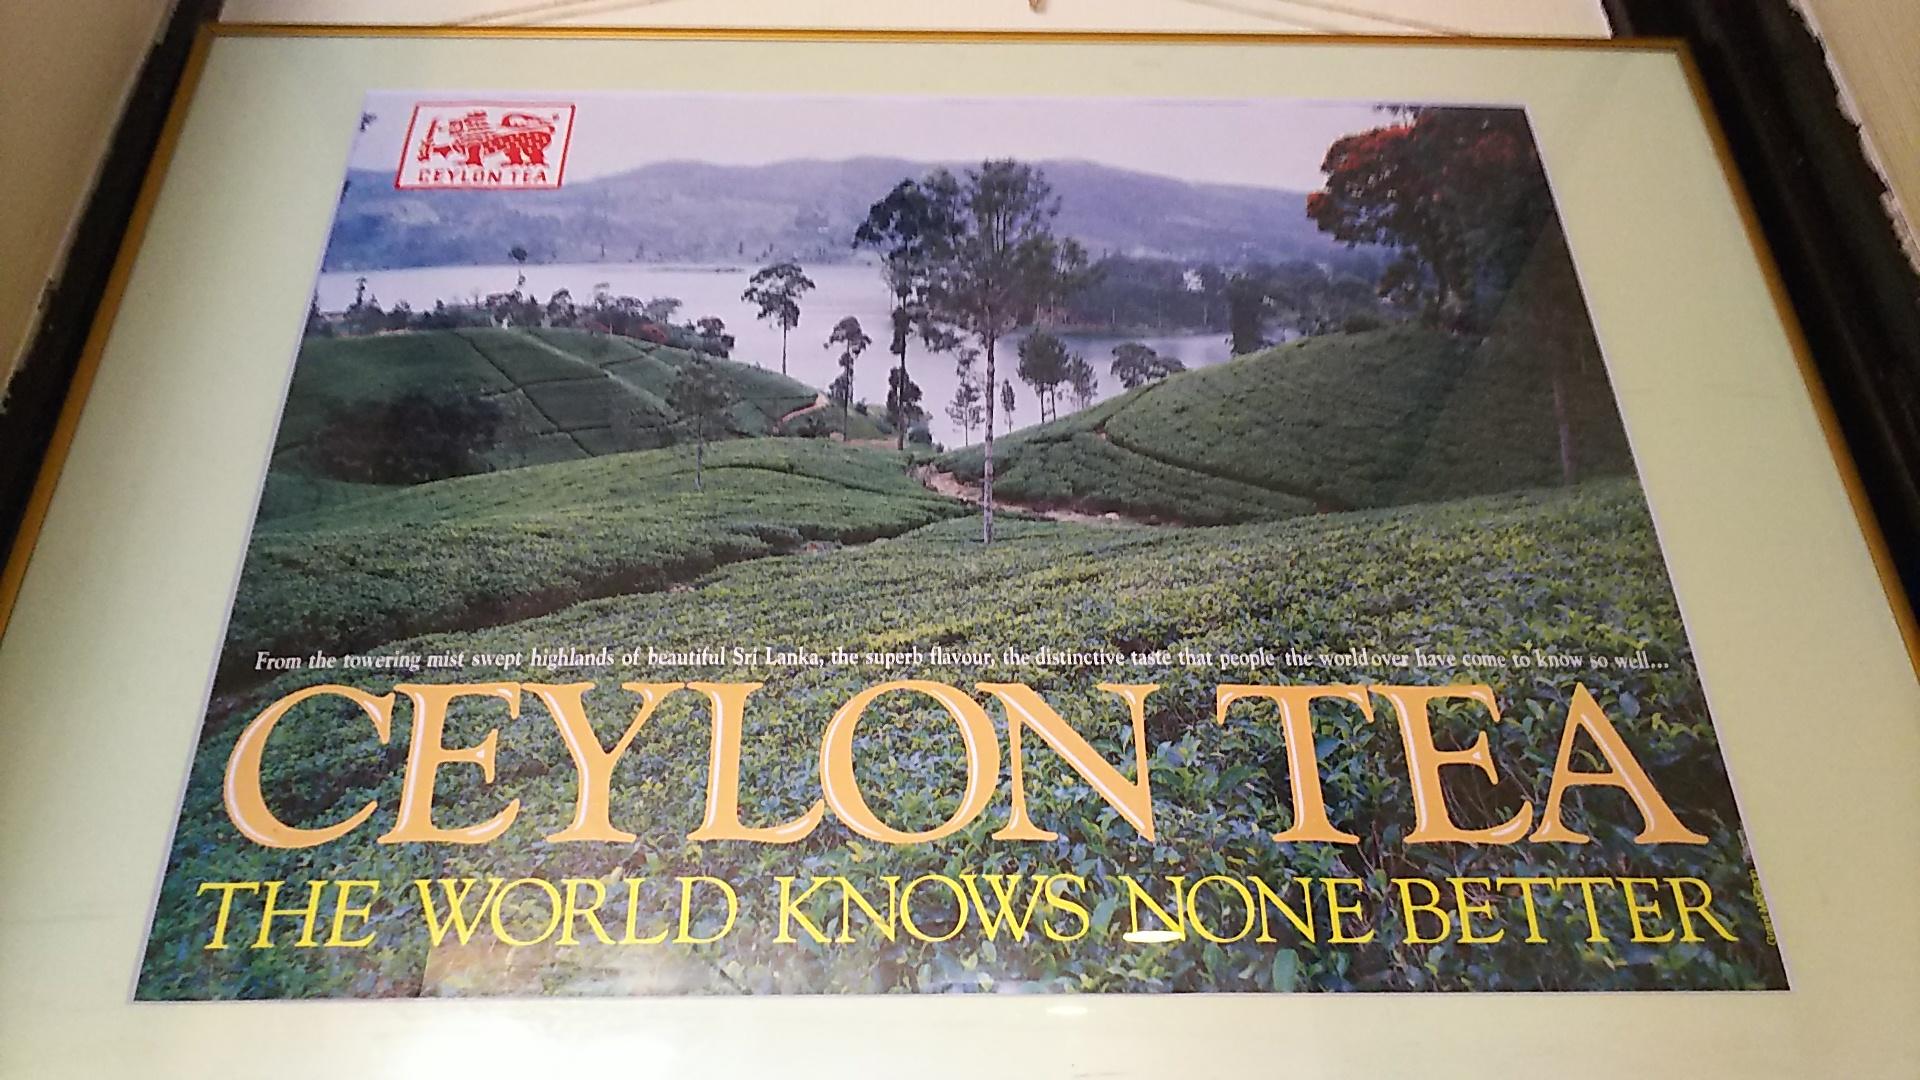 CEYLON TEA
From the towering mist swept highlands of beautiful Sri Lanka, the superb flavour, the distinctive taste that people the world over have come to know so well...
CEYLON TEA
THE WORLD KNOWS NONE BETTER